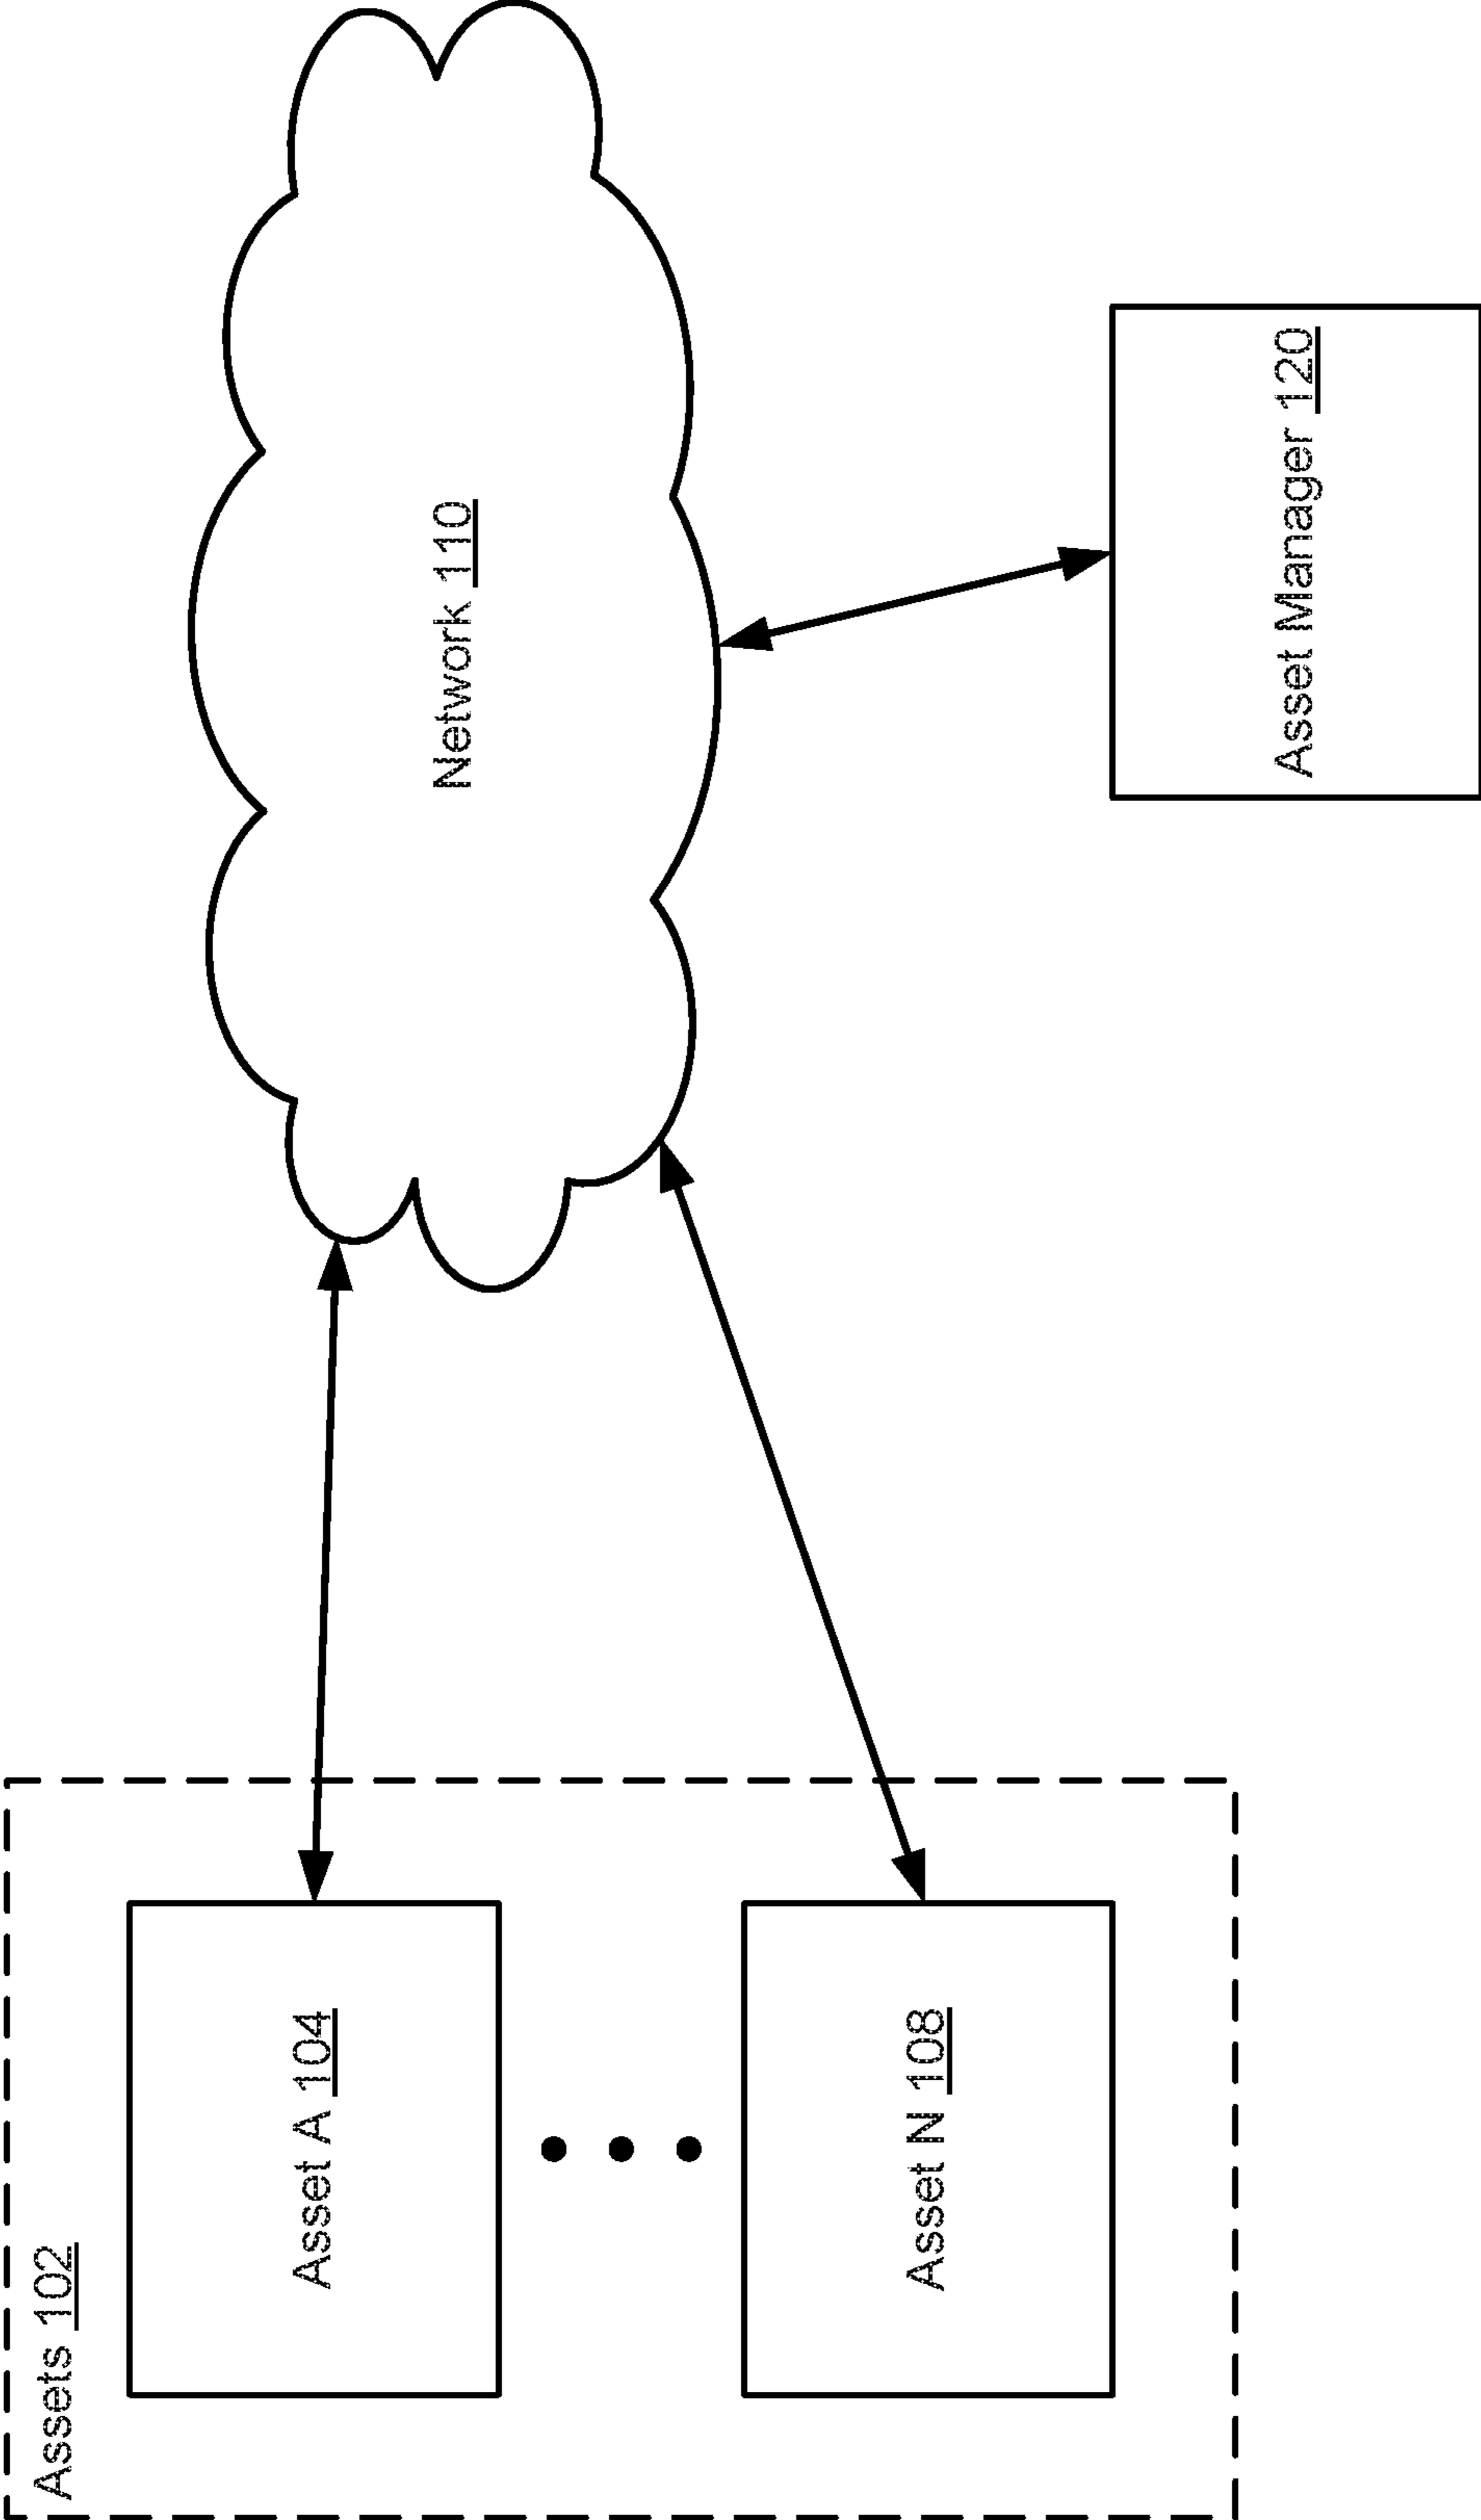 Assets 102
Asset A 104
Asset N 108
Network 110
Asset Manager 120